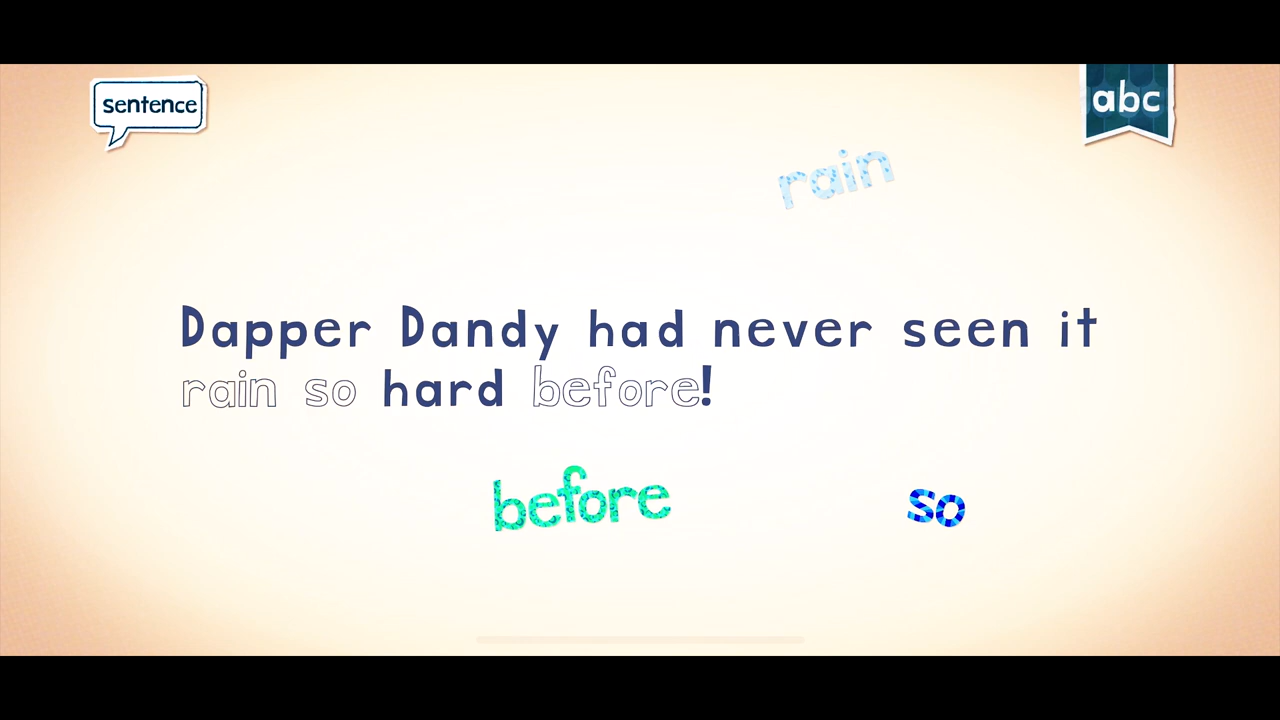 sentence
abc
rain
Dapper Dandy had never seen it
rain so hard before!
before
so